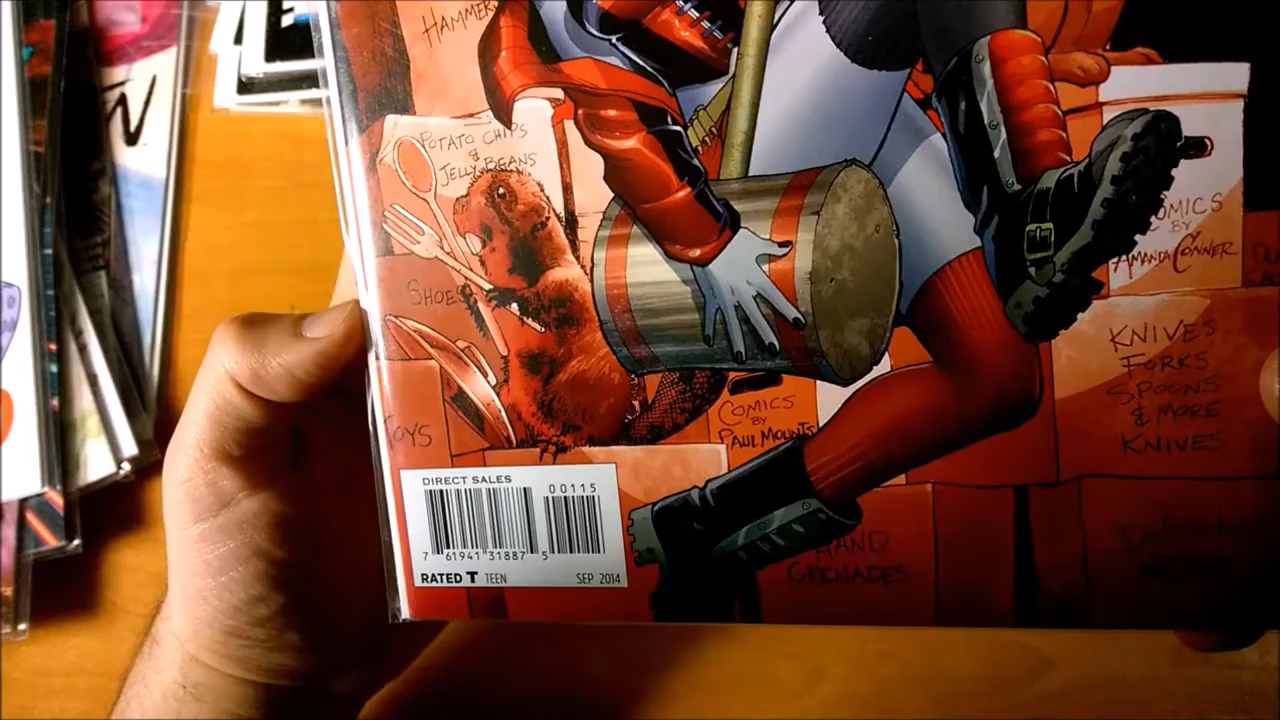 HAMMER
POTATO CHIPS
&
JELLY BEANS
SHOES
TOYS
COMICS
BY
PAUL MOUNTS
COMICS
BY
AMANDA CONNER
KNIVES
FORKS
SPOONS
& MORE
KNIVES
HAND
GRENADES
DIRECT SALES
00115
7 61941 31887 5
RATED T TEEN
SEP 2014